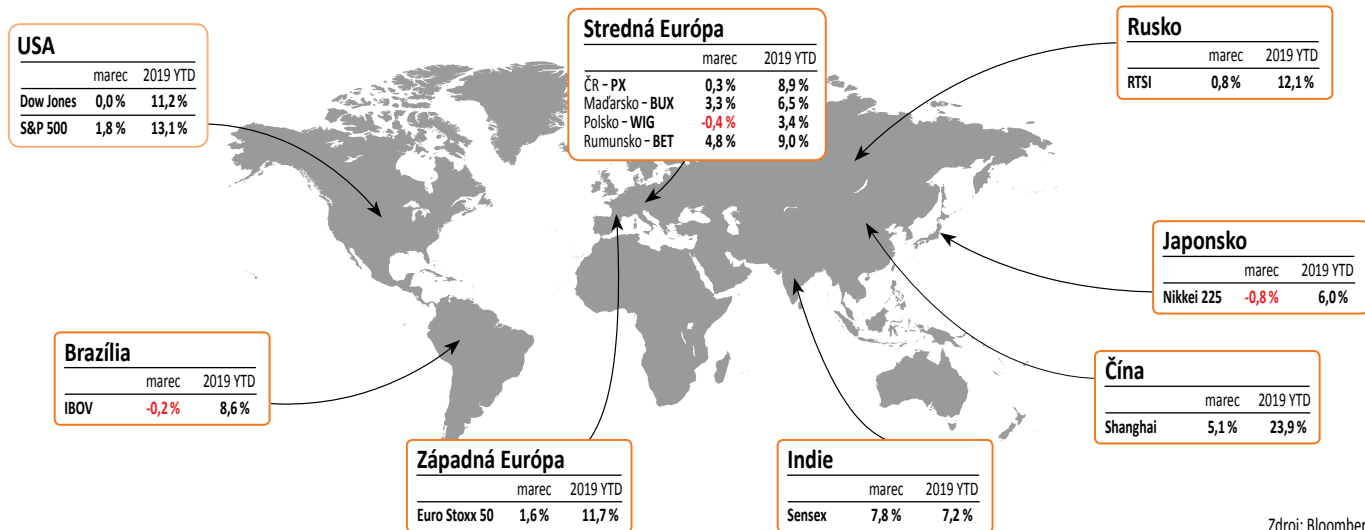 USA
marec 2019 YTD
Dow Jones 0,0 % 11,2 %
S&P 500 1,8 % 13,1 %
Stredná Európa
marec 2019 YTD
ČR – PX 0,3 % 8,9 %
Maďarsko – BUX 3,3 % 6,5 %
Polsko – WIG -0,4 % 3,4 %
Rumunsko – BET 4,8 % 9,0 %
Rusko
marec 2019 YTD
RTSI 0,8 % 12,1 %
Japonsko
marec 2019 YTD
Nikkei 225 -0,8 % 6,0 %
Brazília
marec 2019 YTD
IBOV -0,2 % 8,6 %
Čína
marec 2019 YTD
Shanghai 5,1 % 23,9 %
Západná Európa
marec 2019 YTD
Euro Stoxx 50 1,6 % 11,7 %
Indie
marec 2019 YTD
Sensex 7,8 % 7,2 %
Zdroj: Bloomber